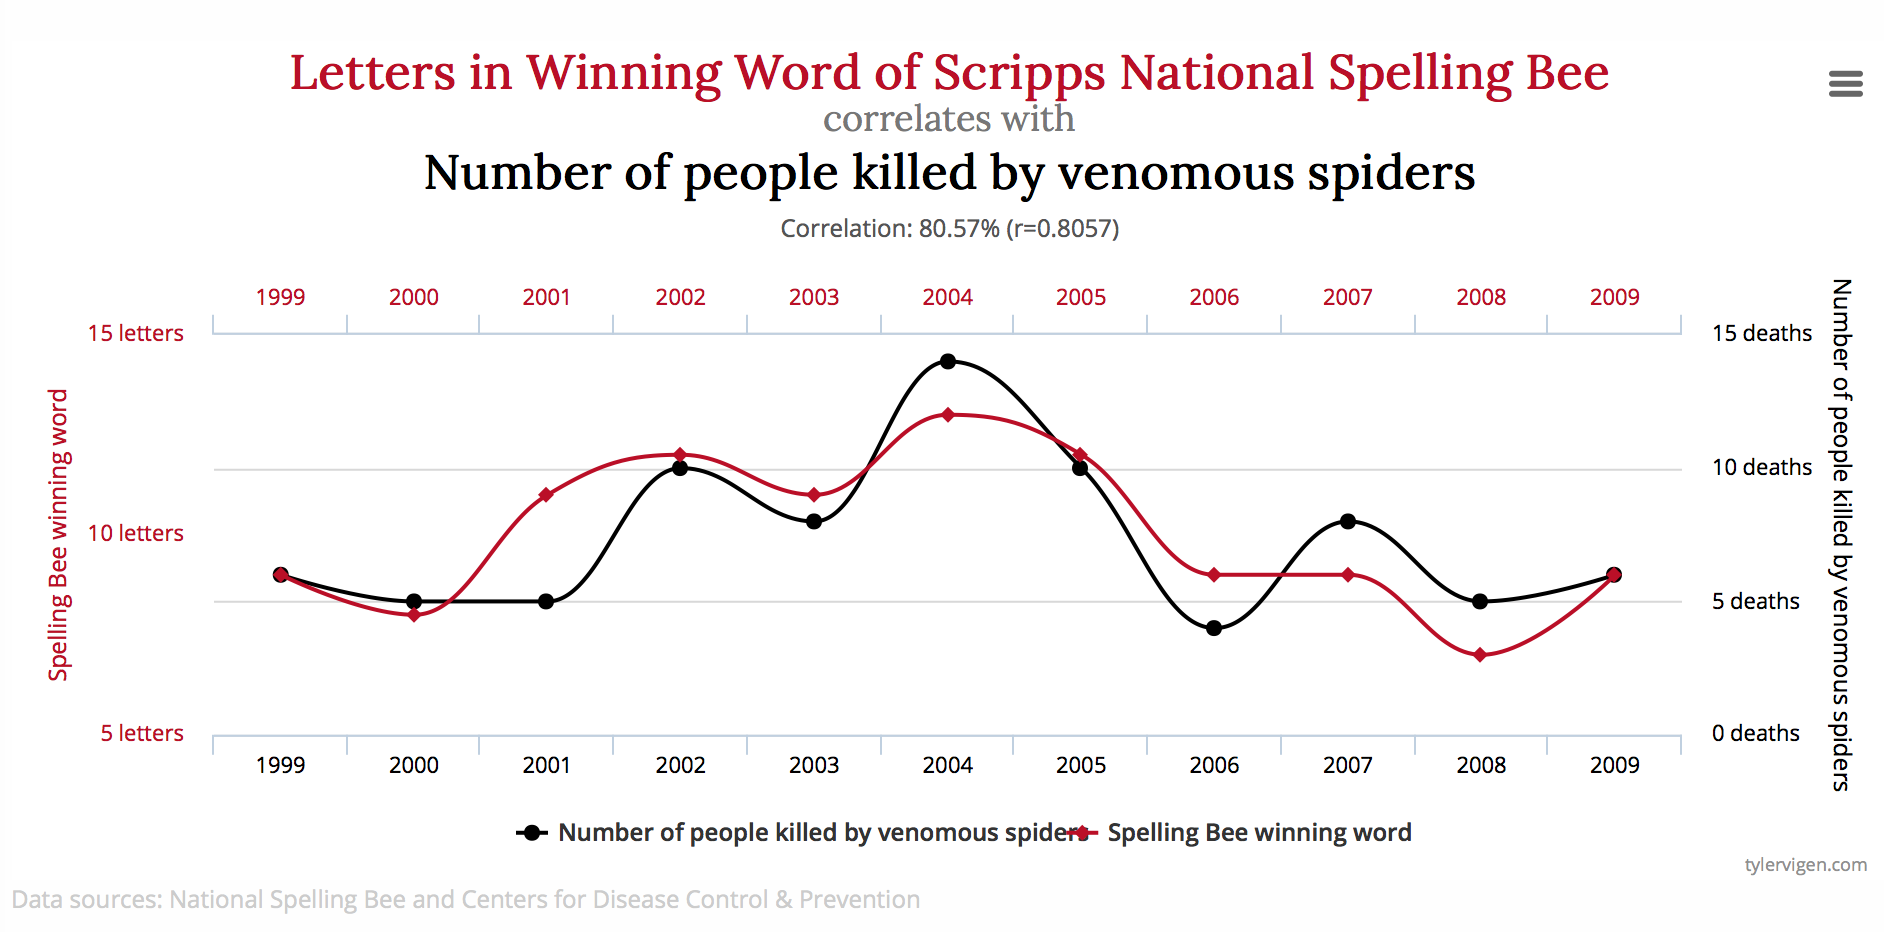 Letters in Winning Word of Scripps National Spelling Bee
correlates with
Number of people killed by venomous spiders
Correlation: 80.57% (r=0.8057)
1999 2000 2001 2002 2003 2004 2005 2006 2007 2008 2009
15 letters
10 letters
5 letters
Spelling Bee winning word
15 deaths
10 deaths
5 deaths
0 deaths
Number of people killed by venomous spiders
1999 2000 2001 2002 2003 2004 2005 2006 2007 2008 2009
Number of people killed by venomous spiders Spelling Bee winning word
tylervigen.com
Data sources: National Spelling Bee and Centers for Disease Control & Prevention